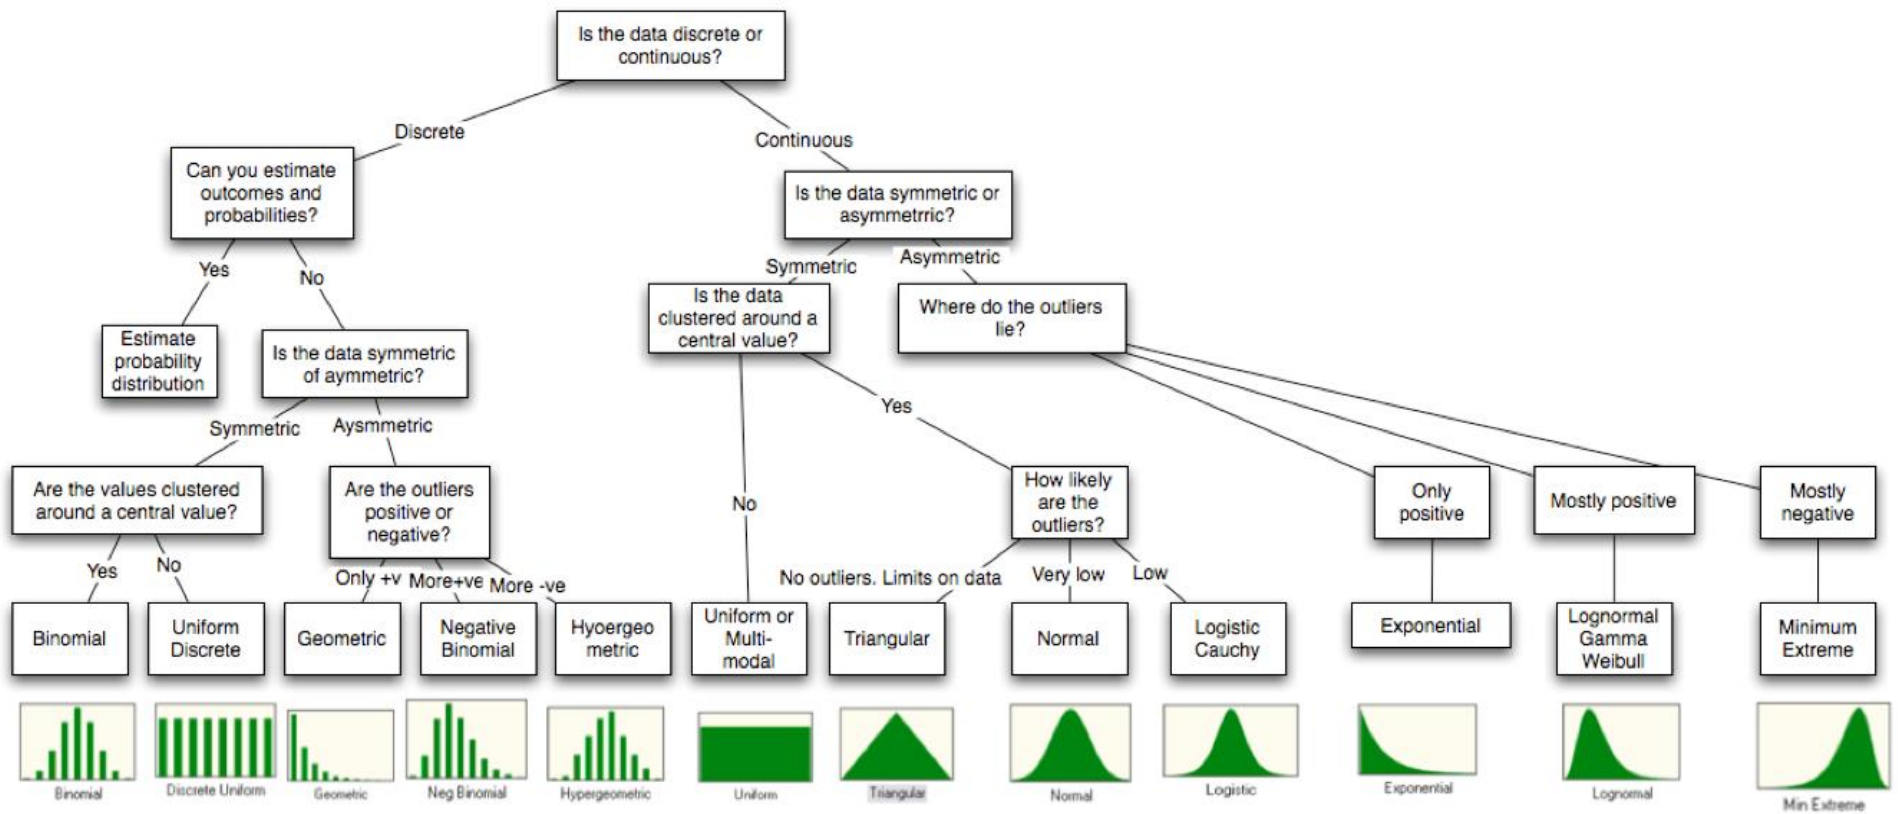 Is the data discrete or
continuous?
Discrete
Continuous
Can you estimate
outcomes and
probabilities?
Is the data symmetric or
asymmetrric?
Yes
No
Symmetric
Asymmetric
Estimate
probability
distribution
Is the data symmetric
of aymmetric?
Is the data
clustered around a
central value?
Where do the outliers
lie?
Symmetric
Aysmmetric
Yes
No
Are the values clustered
around a central value?
Are the outliers
positive or
negative?
How likely
are the
outliers?
Only
positive
Mostly positive
Mostly
negative
Yes
No
Only +v
More+ve
More -ve
No outliers. Limits on data
Very low
Low
Binomial
Uniform
Discrete
Geometric
Negative
Binomial
Hyoergeo
metric
Uniform or
Multi-
modal
Triangular
Normal
Logistic
Cauchy
Exponential
Lognormal
Gamma
Weibull
Minimum
Extreme
Binomial
Discrete Uniform
Geometric
Neg Binomial
Hypergeometric
Uniform
Triangular
Normal
Logistic
Exponential
Lognormal
Min Extreme